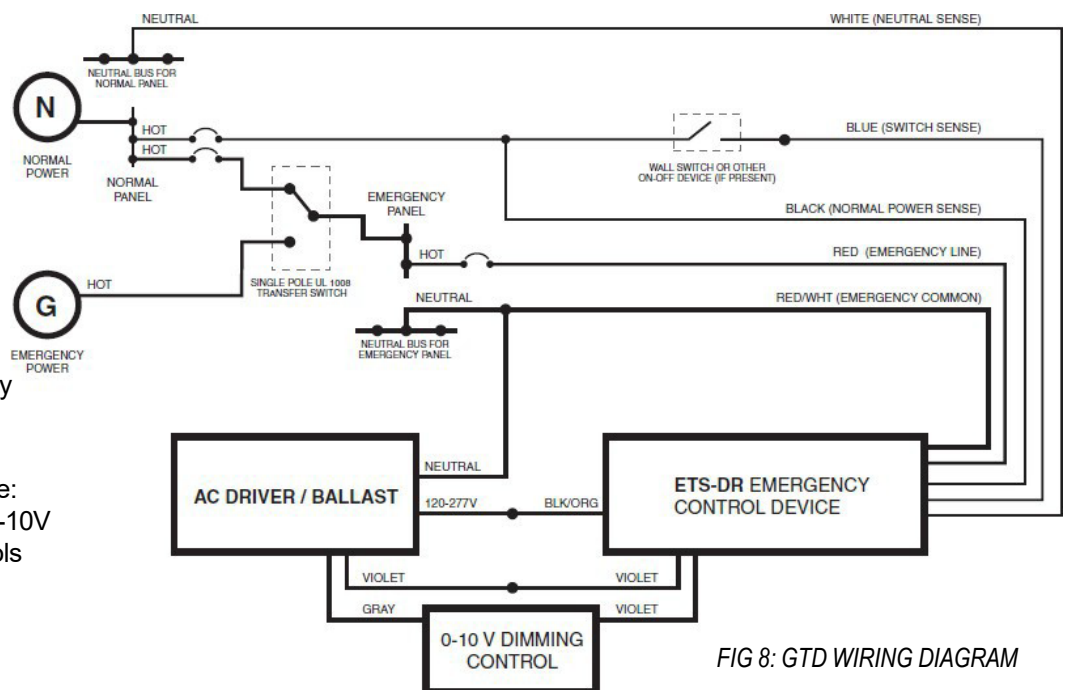 NEUTRAL
WHITE (NEUTRAL SENSE)
NEUTRAL BUS FOR
NORMAL PANEL
N
NORMAL
POWER
HOT
HOT
NORMAL
PANEL
WALL SWITCH OR OTHER
ON-OFF DEVICE (IF PRESENT)
BLUE (SWITCH SENSE)
EMERGENCY
PANEL
BLACK (NORMAL POWER SENSE)
HOT
RED (EMERGENCY LINE)
SINGLE POLE UL 1008
TRANSFER SWITCH
HOT
G
EMERGENCY
POWER
NEUTRAL
RED/WHT (EMERGENCY COMMON)
NEUTRAL BUS FOR
EMERGENCY PANEL
y
e:
-10V
ols
AC DRIVER / BALLAST
NEUTRAL
120-277V
BLK/ORG
ETS-DR EMERGENCY
CONTROL DEVICE
VIOLET
VIOLET
GRAY
VIOLET
0-10 V DIMMING
CONTROL
FIG 8: GTD WIRING DIAGRAM